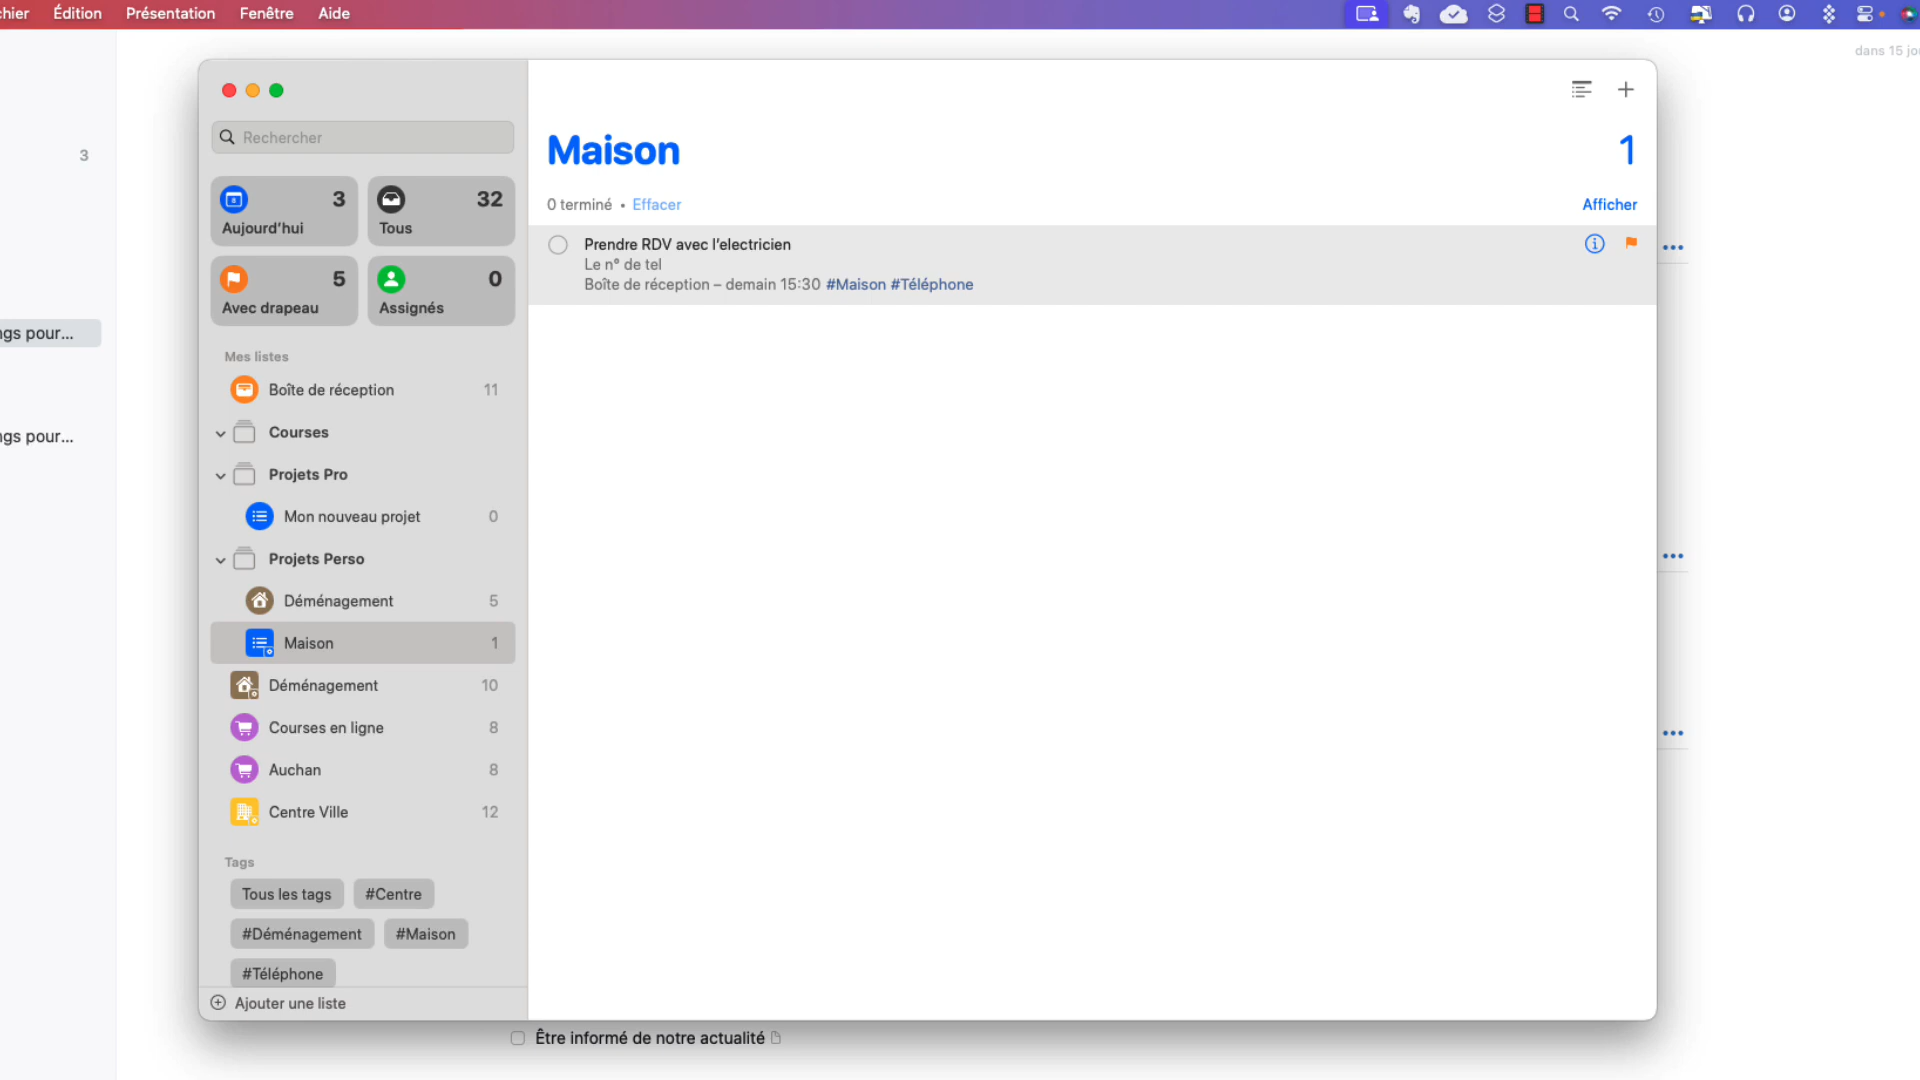 chier Édition Présentation Fenêtre Aide
dans 15 jo
3
ngs pour...
ngs pour...
Rechercher
3
Aujourd'hui
32
Tous
5
Avec drapeau
0
Assignés
Mes listes
Boîte de réception 11
Courses
Projets Pro
Mon nouveau projet 0
Projets Perso
Déménagement 5
Maison 1
Déménagement 10
Courses en ligne 8
Auchan 8
Centre Ville 12
Tags
Tous les tags #Centre
#Déménagement #Maison
#Téléphone
Ajouter une liste
Maison 1
0 terminé • Effacer Afficher
Prendre RDV avec l'electricien
Le n° de tel
Boîte de réception – demain 15:30 #Maison #Téléphone
Être informé de notre actualité